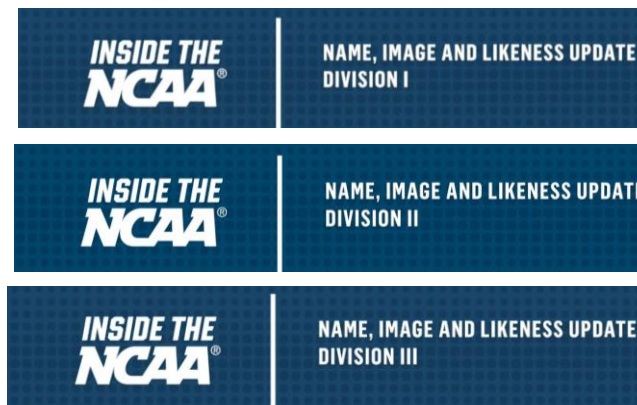 INSIDE THE
NCAA®
NAME, IMAGE AND LIKENESS UPDATE
DIVISION I
INSIDE THE
NCAA®
NAME, IMAGE AND LIKENESS UPDATE
DIVISION II
INSIDE THE
NCAA®
NAME, IMAGE AND LIKENESS UPDATE
DIVISION III